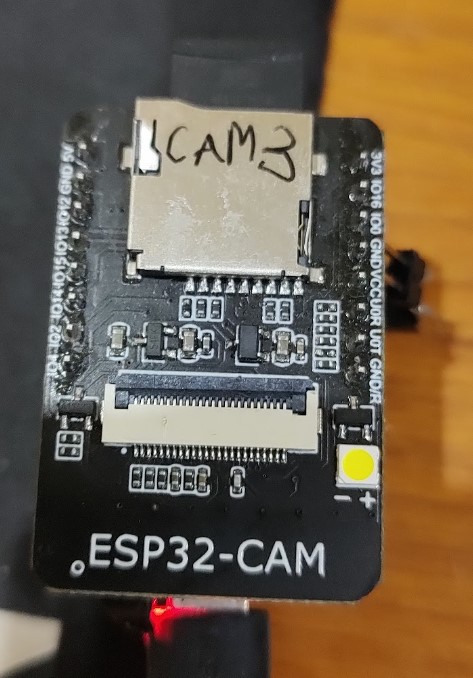 CAM3
5V
GND
IO12
IO13
IO15
IO14
IO2
IO4
3V3
IO16
IO0
GND
VCC
U0R
U0T
GND/R
- +
ESP32-CAM